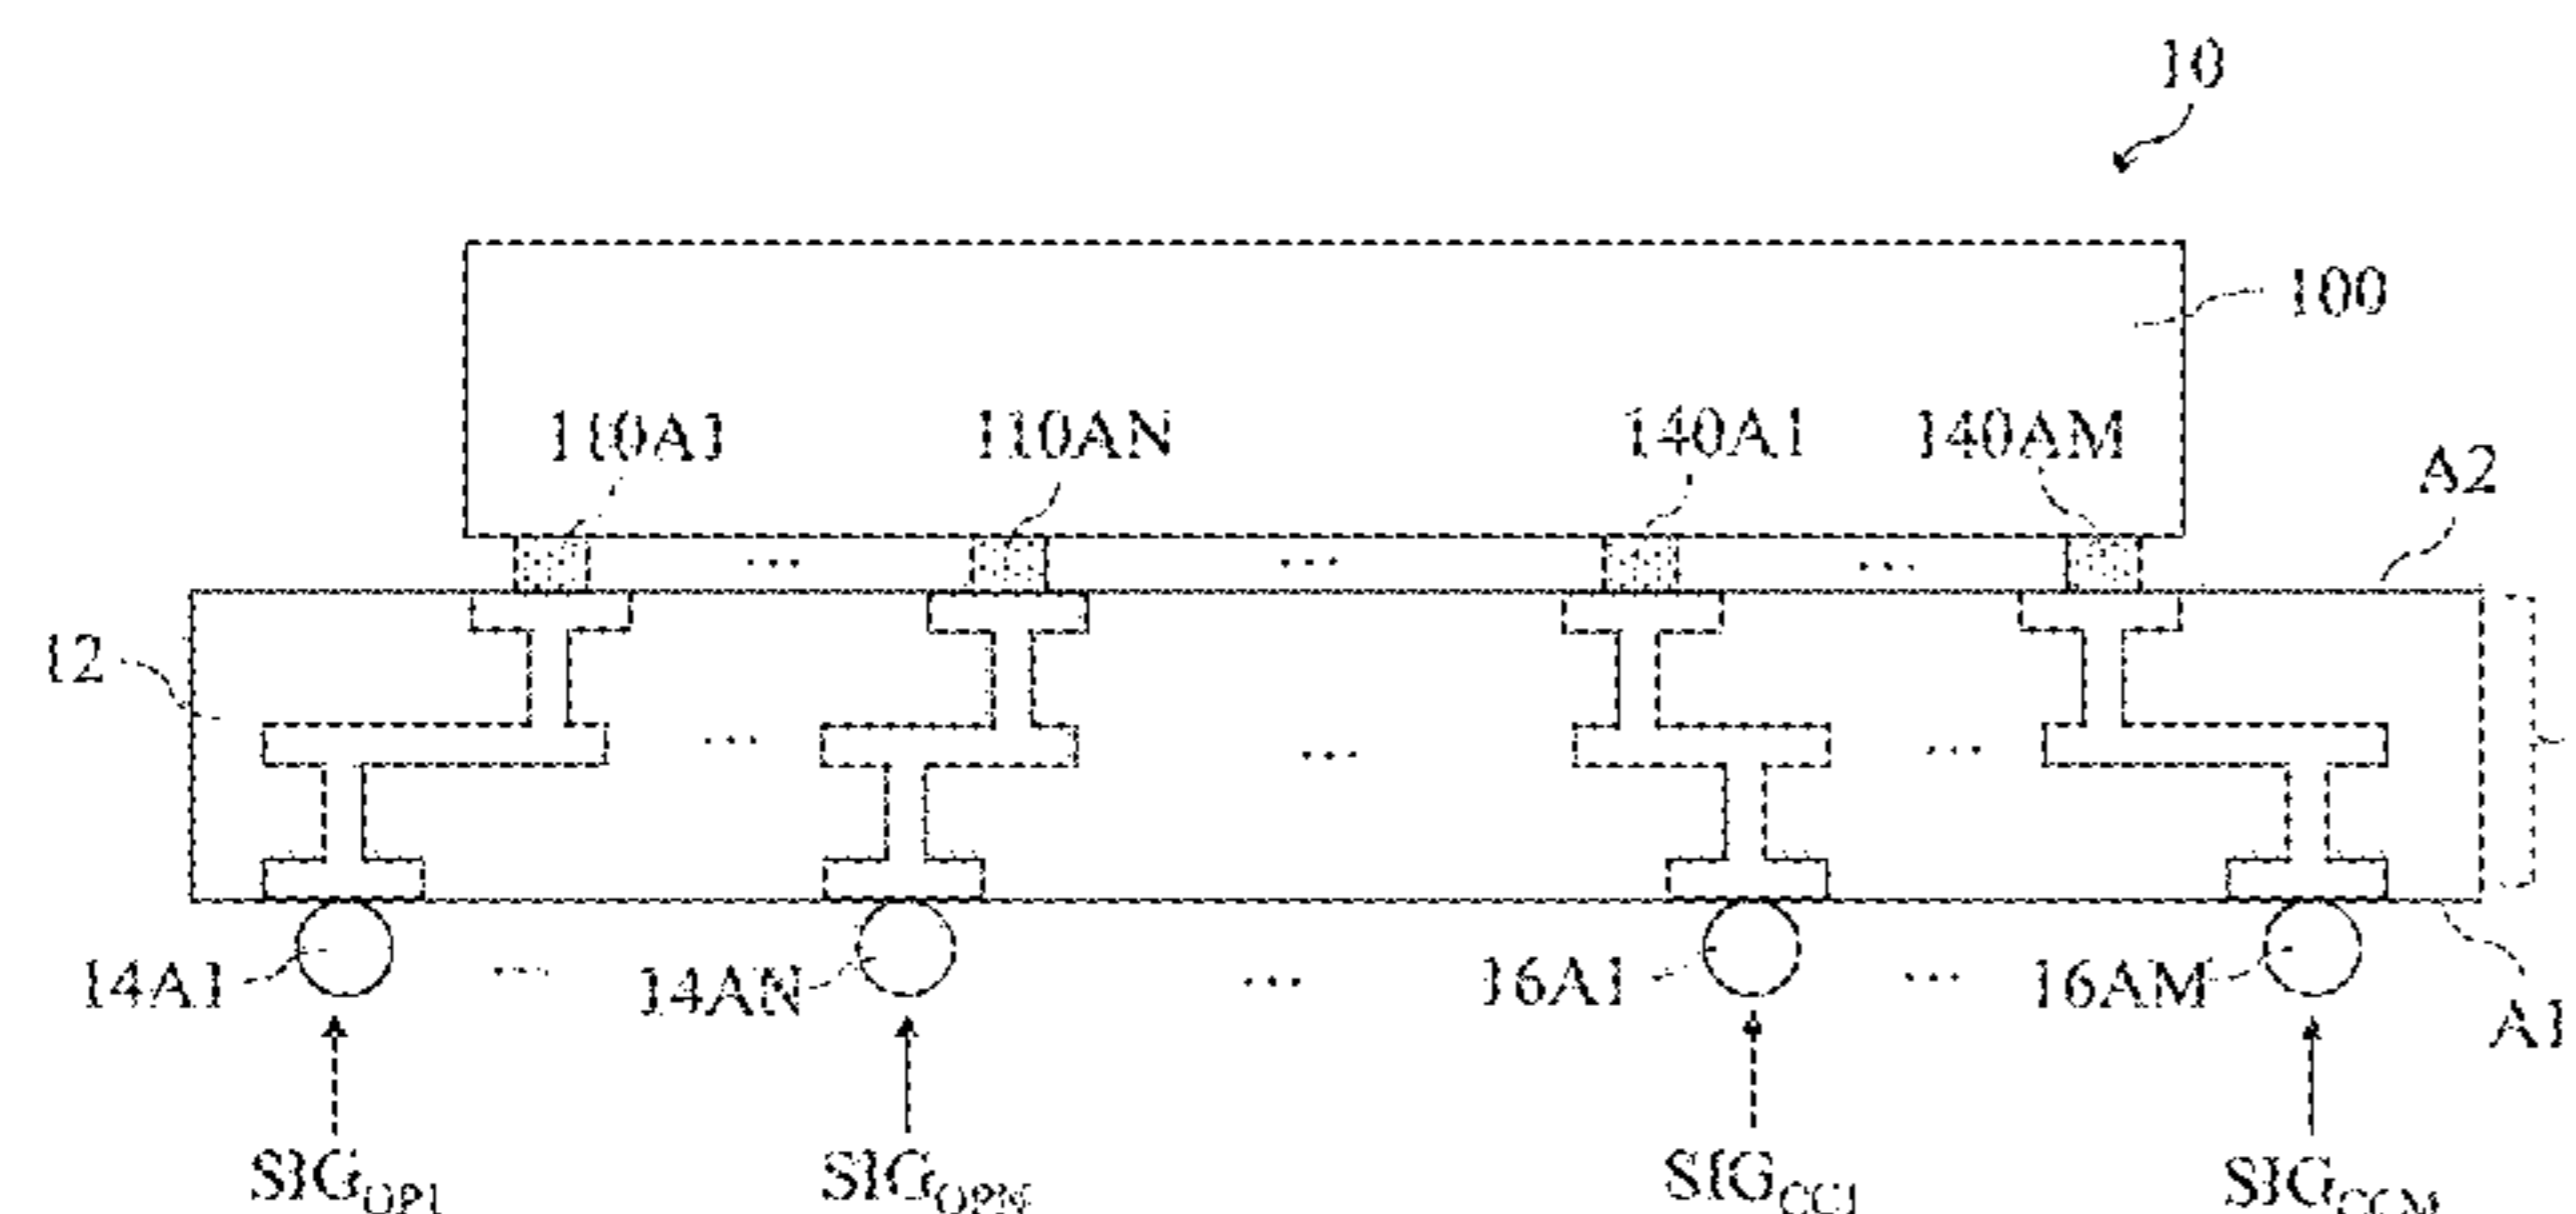 10
100
110A1 110AN 140A1 140AM
A2
12
14A1 ... 14AN ... 16A1 ... 16AM
A1
SIG_OP1 SIG_OPN SIG_CC1 SIG_CCM